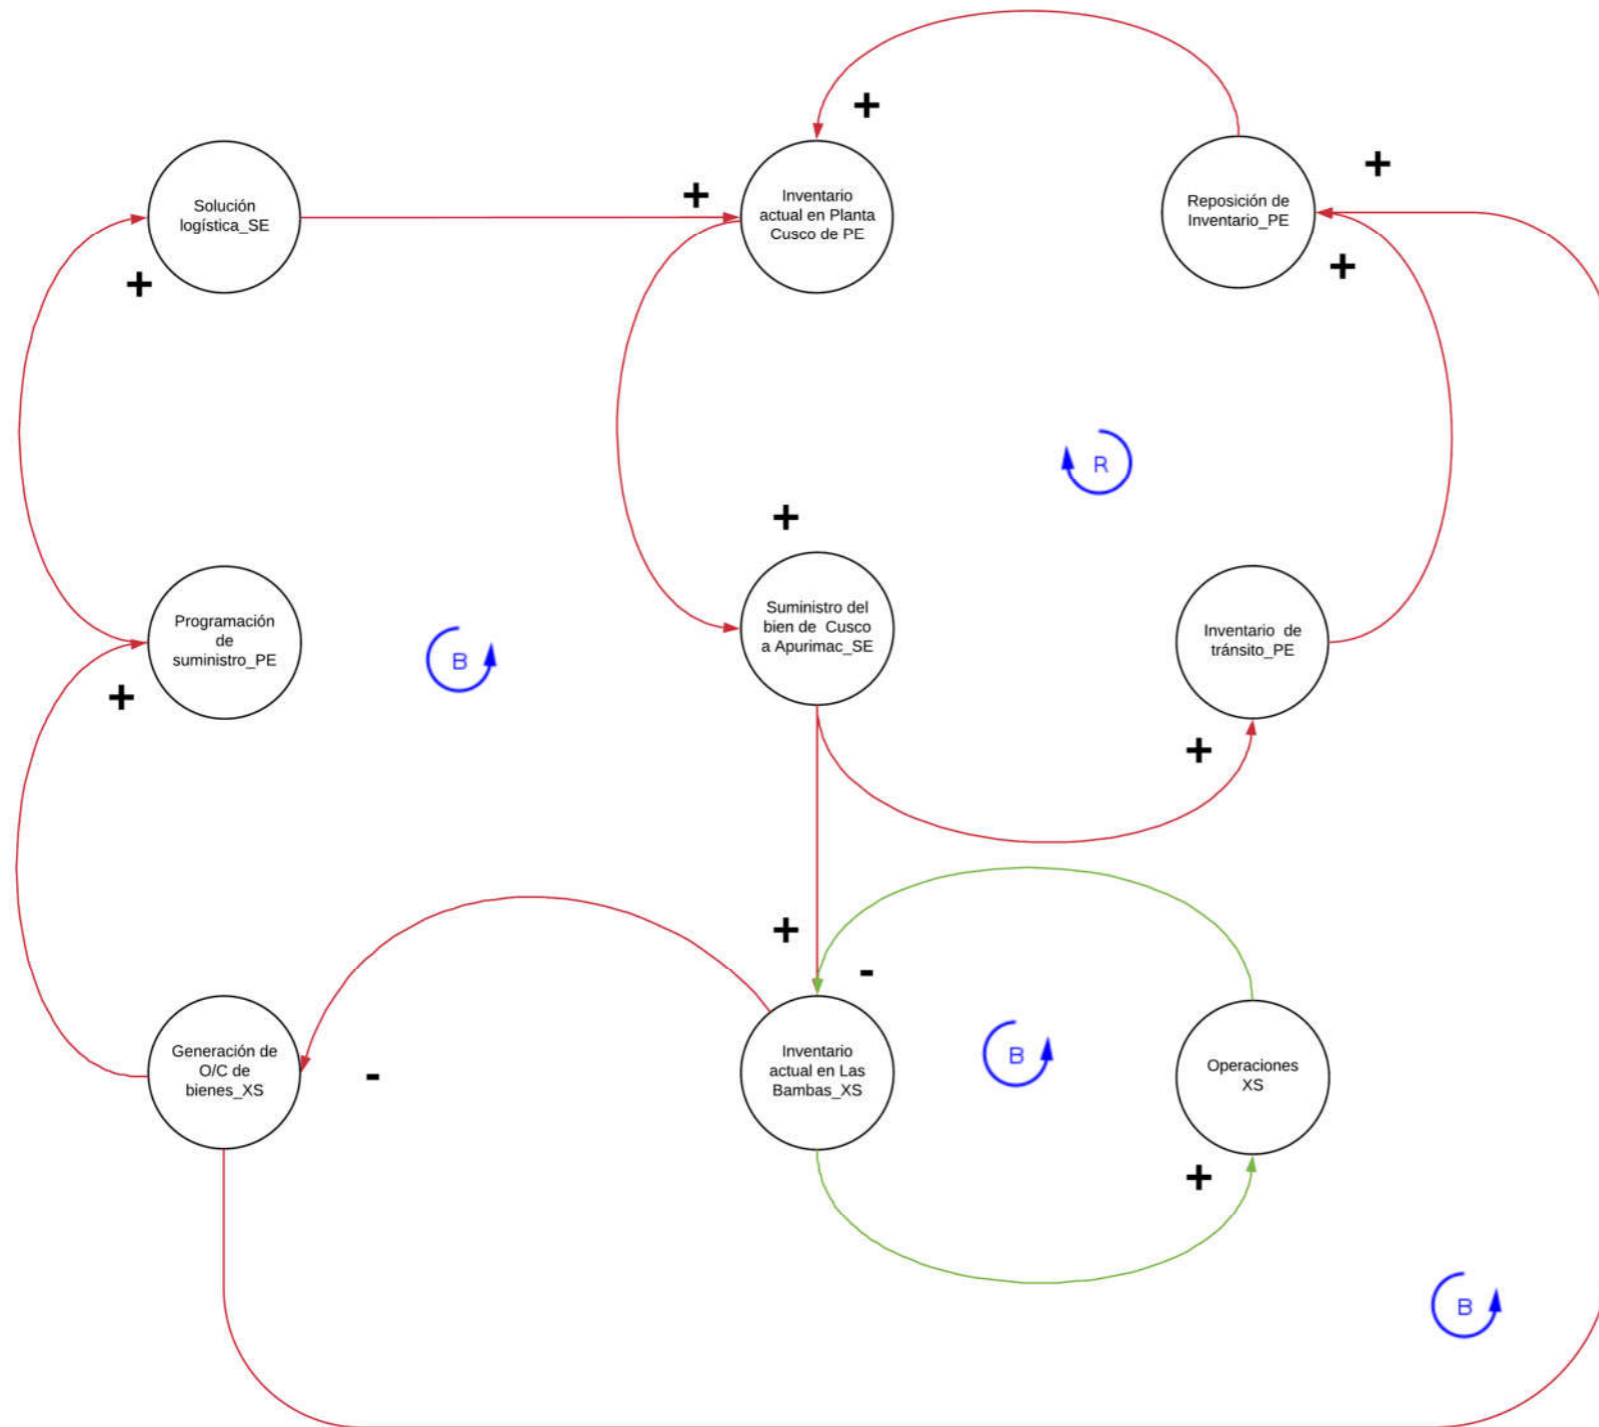 +
Solución
logística_SE
+
+
Inventario
actual en Planta
Cusco de PE
Reposición de
Inventario_PE
+
+
R
+
Programación
de
suministro_PE
+
B
Suministro del
bien de Cusco
a Apurimac_SE
Inventario de
tránsito_PE
+
+
-
Generación de
O/C de
bienes_XS
-
Inventario
actual en Las
Bambas_XS
B
Operaciones
XS
+
B